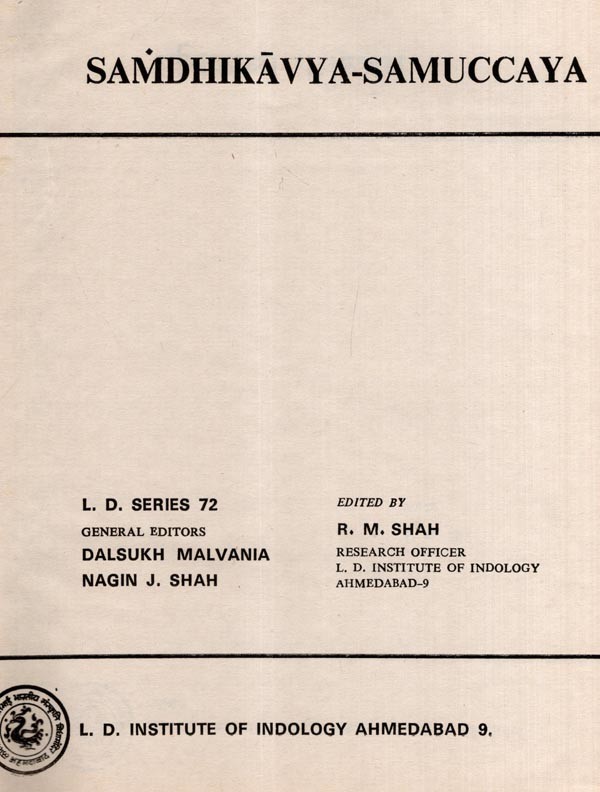 SAṀDHIKĀVYA-SAMUCCAYA
L. D. SERIES 72
GENERAL EDITORS
DALSUKH MALVANIA
NAGIN J. SHAH
EDITED BY
R. M. SHAH
RESEARCH OFFICER
L. D. INSTITUTE OF INDOLOGY
AHMEDABAD-9
भाई भारतीय संस्कृति
L. D. INSTITUTE OF INDOLOGY AHMEDABAD 9.